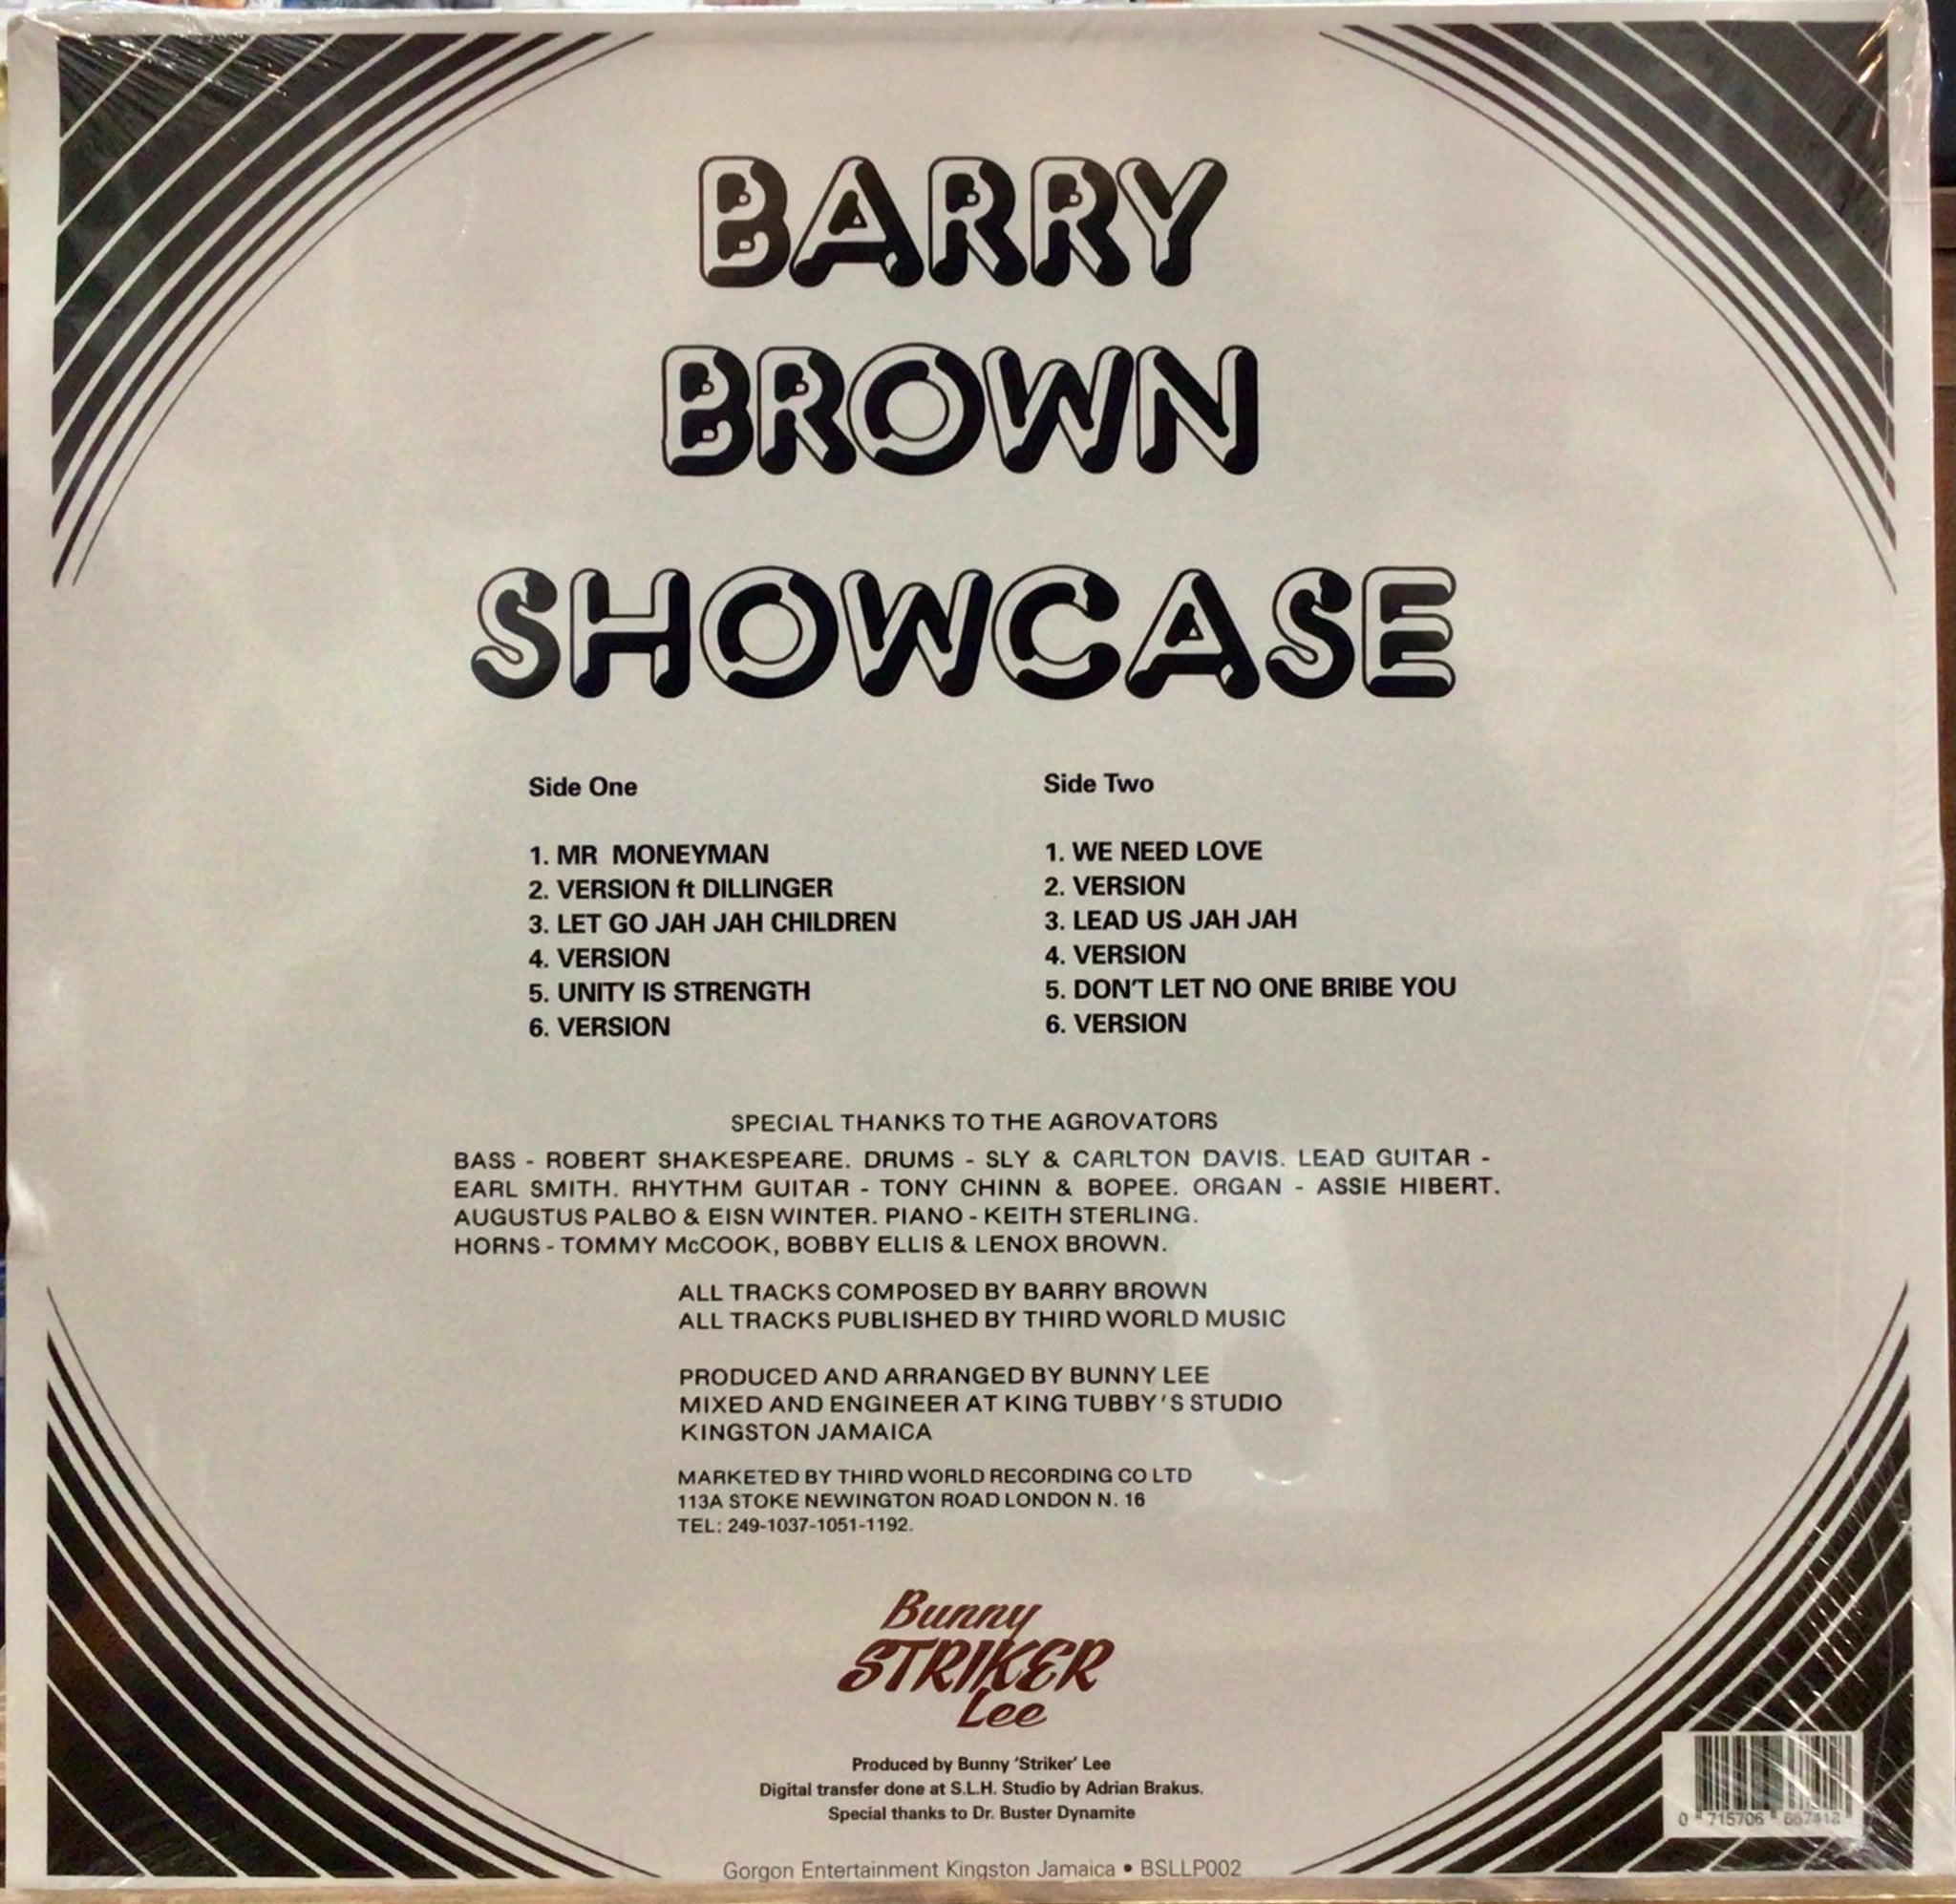 BARRY
BROWN
SHOWCASE
Side One
1. MR MONEYMAN
2. VERSION ft DILLINGER
3. LET GO JAH JAH CHILDREN
4. VERSION
5. UNITY IS STRENGTH
6. VERSION
Side Two
1. WE NEED LOVE
2. VERSION
3. LEAD US JAH JAH
4. VERSION
5. DON'T LET NO ONE BRIBE YOU
6. VERSION
SPECIAL THANKS TO THE AGROVATORS
BASS - ROBERT SHAKESPEARE. DRUMS - SLY & CARLTON DAVIS. LEAD GUITAR -
EARL SMITH. RHYTHM GUITAR - TONY CHINN & BOPEE. ORGAN - ASSIE HIBERT.
AUGUSTUS PALBO & EISN WINTER. PIANO - KEITH STERLING.
HORNS - TOMMY McCOOK, BOBBY ELLIS & LENOX BROWN.
ALL TRACKS COMPOSED BY BARRY BROWN
ALL TRACKS PUBLISHED BY THIRD WORLD MUSIC
PRODUCED AND ARRANGED BY BUNNY LEE
MIXED AND ENGINEER AT KING TUBBY'S STUDIO
KINGSTON JAMAICA
MARKETED BY THIRD WORLD RECORDING CO LTD
113A STOKE NEWINGTON ROAD LONDON N. 16
TEL: 249-1037-1051-1192.
Bunny
STRIKER
Lee
Produced by Bunny 'Striker' Lee
Digital transfer done at S.L.H. Studio by Adrian Brakus.
Special thanks to Dr. Buster Dynamite
Gorgon Entertainment Kingston Jamaica • BSLLP002
0 715706